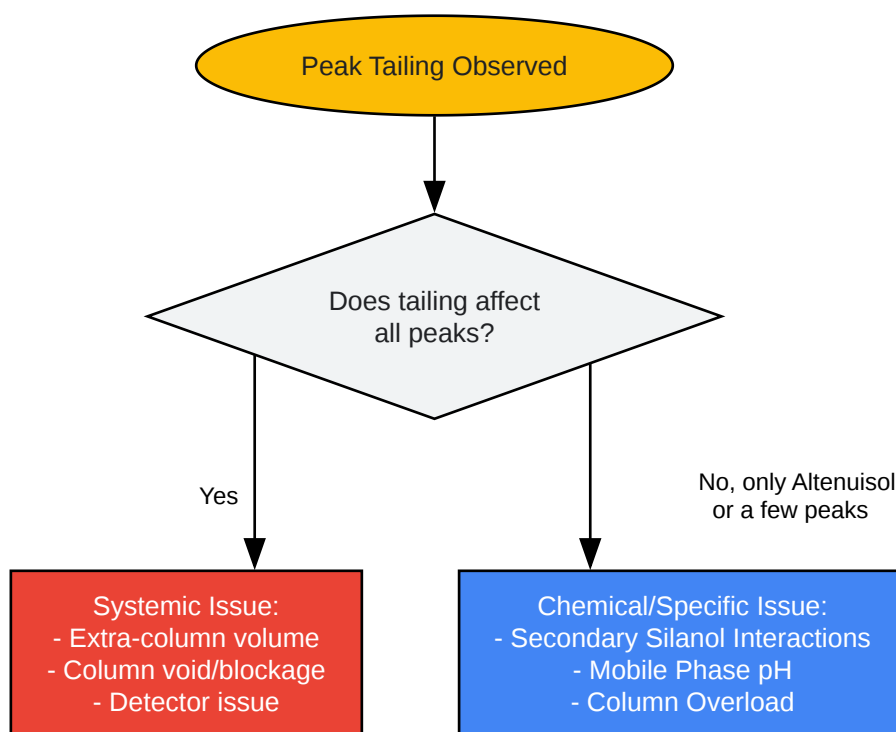 Peak Tailing Observed
Does tailing affect
all peaks?
Yes
No, only Altenuisol
or a few peaks
Systemic Issue:
- Extra-column volume
- Column void/blockage
- Detector issue
Chemical/Specific Issue:
- Secondary Silanol Interactions
- Mobile Phase pH
- Column Overload